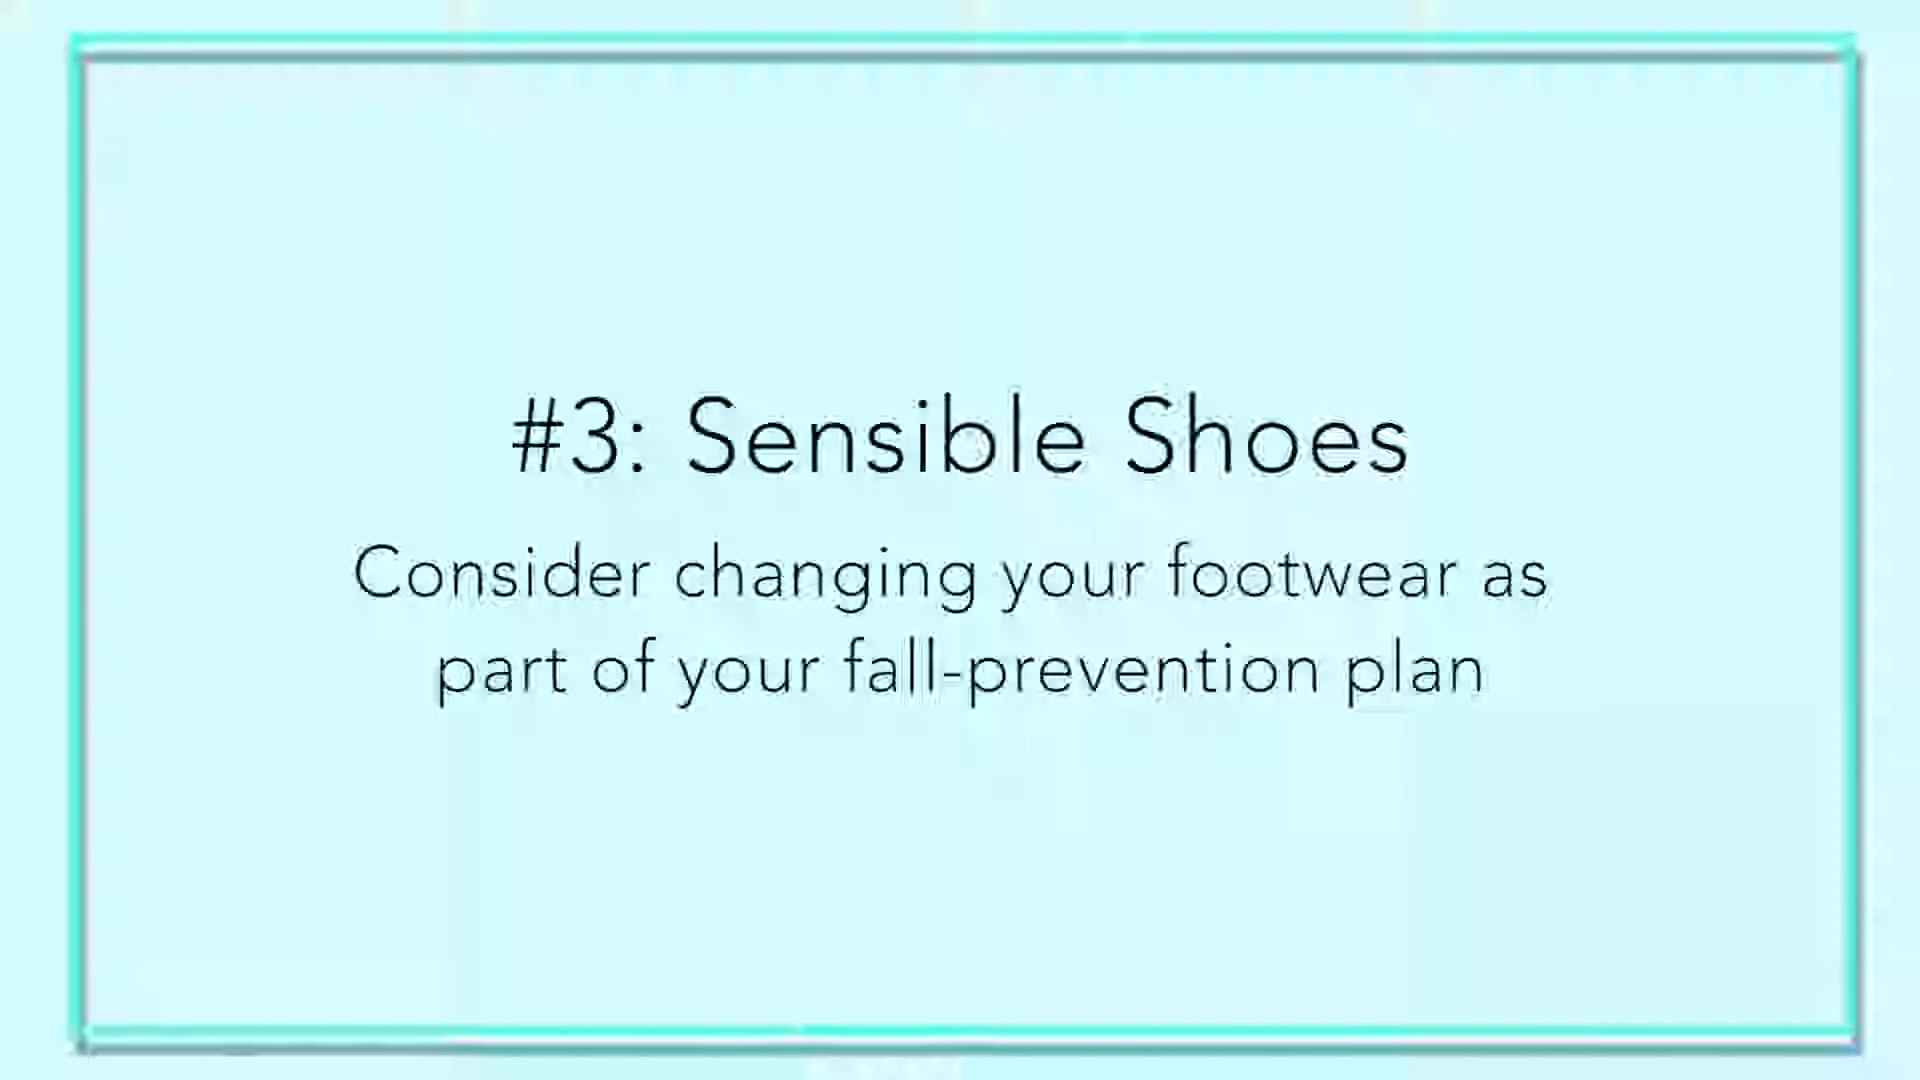 #3: Sensible Shoes
Consider changing your footwear as
part of your fall-prevention plan